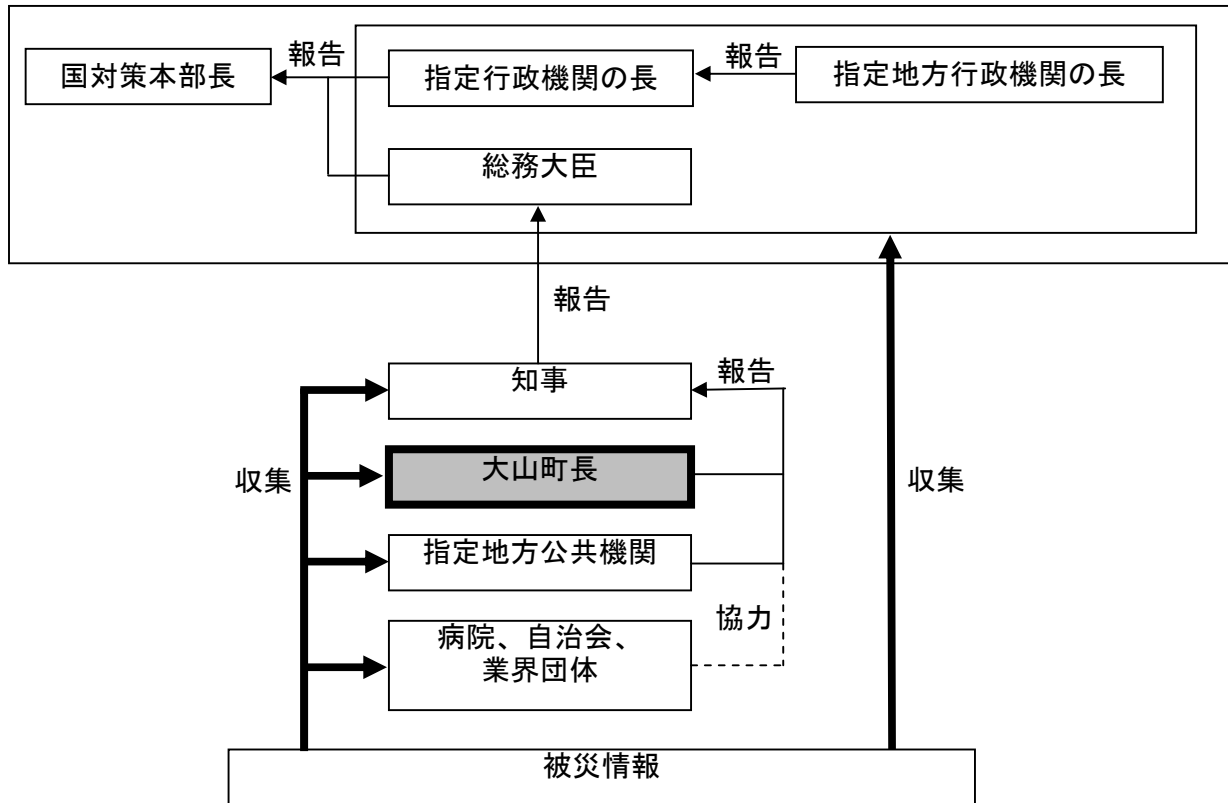 報告
報告
国対策本部長
指定行政機関の長
指定地方行政機関の長
総務大臣
報告
知事
報告
収集
大山町長
収集
指定地方公共機関
協力
病院、自治会、
業界団体
被災情報